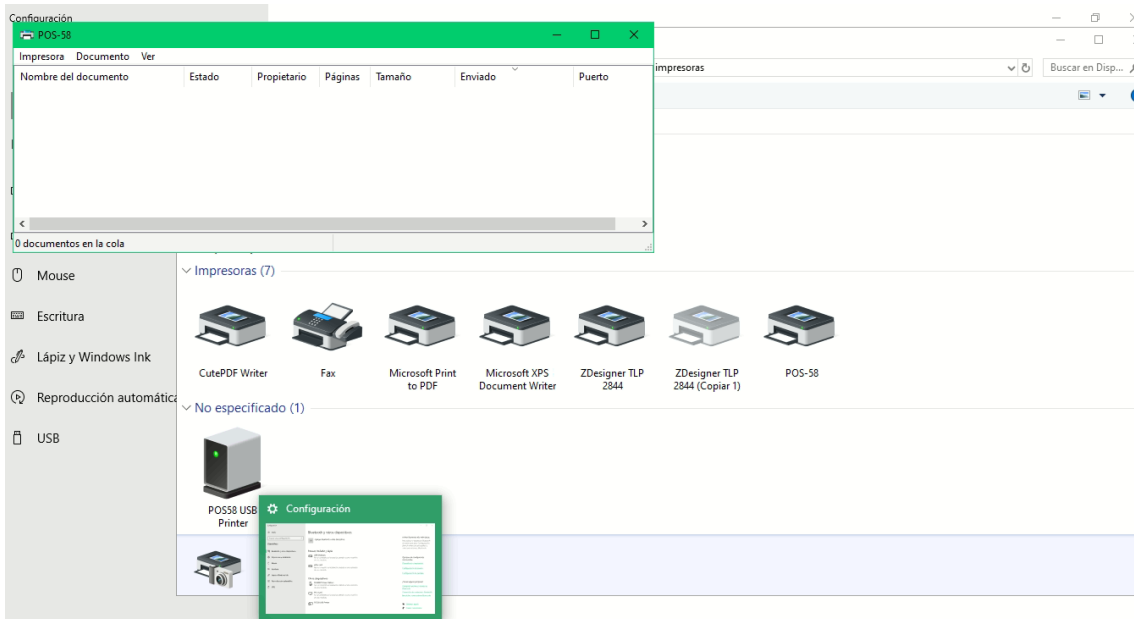 Configuración
POS-58
Impresora Documento Ver
Nombre del documento Estado Propietario Páginas Tamaño Enviado Puerto
impresoras
Buscar en Disp...
0 documentos en la cola
Mouse
Escritura
Lápiz y Windows Ink
Reproducción automática
USB
Impresoras (7)
CutePDF Writer
Fax
Microsoft Print
to PDF
Microsoft XPS
Document Writer
ZDesigner TLP
2844
ZDesigner TLP
2844 (Copiar 1)
POS-58
No especificado (1)
POS58 USB
Printer
Configuración